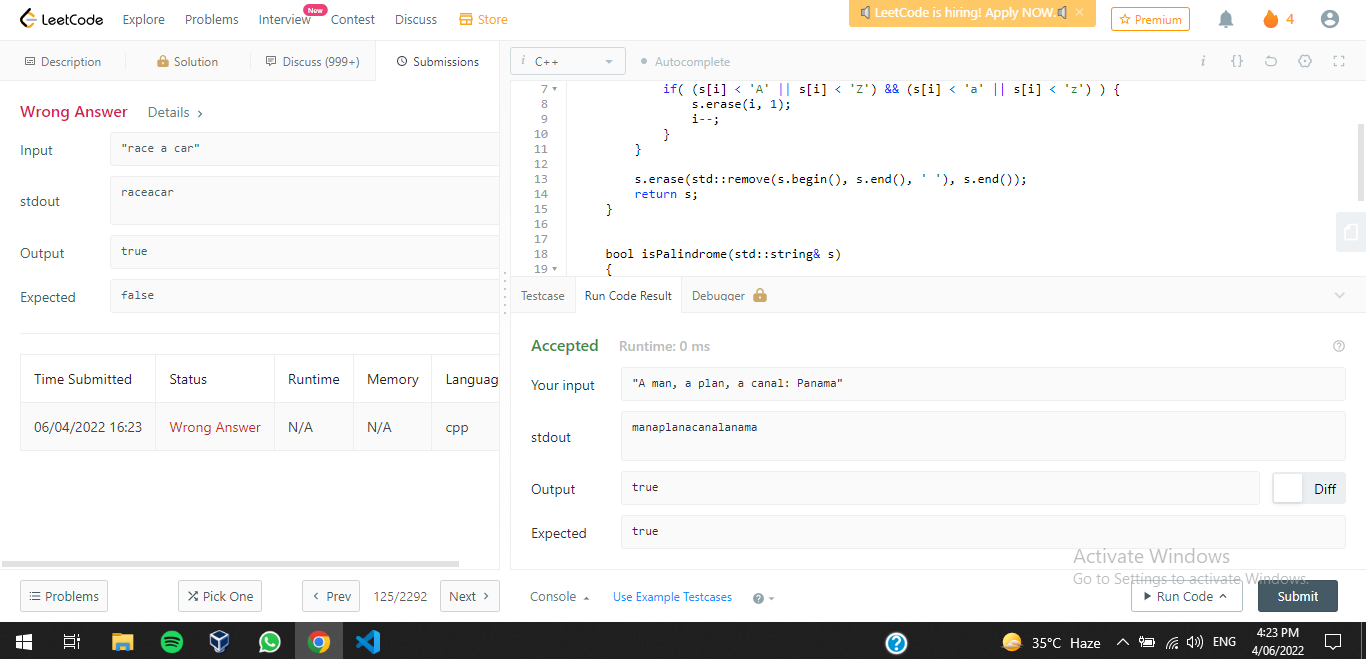 LeetCode
Explore
Problems
Interview
New
Contest
Discuss
Store
LeetCode is hiring! Apply NOW.
×
Premium
4
Description
Solution
Discuss (999+)
Submissions
i C++
Autocomplete
i {}
Wrong Answer
Details >
Input
"race a car"
stdout
raceacar
Output
true
Expected
false
Time Submitted Status Runtime Memory Languag
06/04/2022 16:23 Wrong Answer N/A N/A cpp
7 if( (s[i] < 'A' || s[i] < 'Z') && (s[i] < 'a' || s[i] < 'z') ) {
8 s.erase(i, 1);
9 i--;
10 }
11 }
12
13 s.erase(std::remove(s.begin(), s.end(), ' '), s.end());
14 return s;
15 }
16
17
18 bool isPalindrome(std::string& s)
19 {
Testcase
Run Code Result
Debugger
Accepted
Runtime: 0 ms
Your input
"A man, a plan, a canal: Panama"
stdout
manaplanacanalanama
Output
true
Diff
Expected
true
Activate Windows
Go to Settings to activate Windows.
Problems
Pick One
< Prev
125/2292
Next >
Console
Use Example Testcases
?
Run Code
Submit
?
35°C Haze
ENG
4:23 PM
4/06/2022